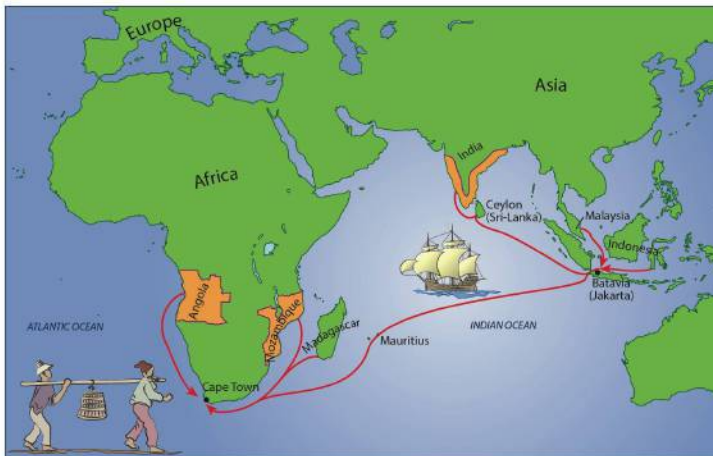 Europe
Asia
Africa
India
Ceylon
(Sri-Lanka)
Malaysia
Indonesia
Batavia
(Jakarta)
Angola
Mozambique
Madagascar
Mauritius
ATLANTIC OCEAN
INDIAN OCEAN
Cape Town